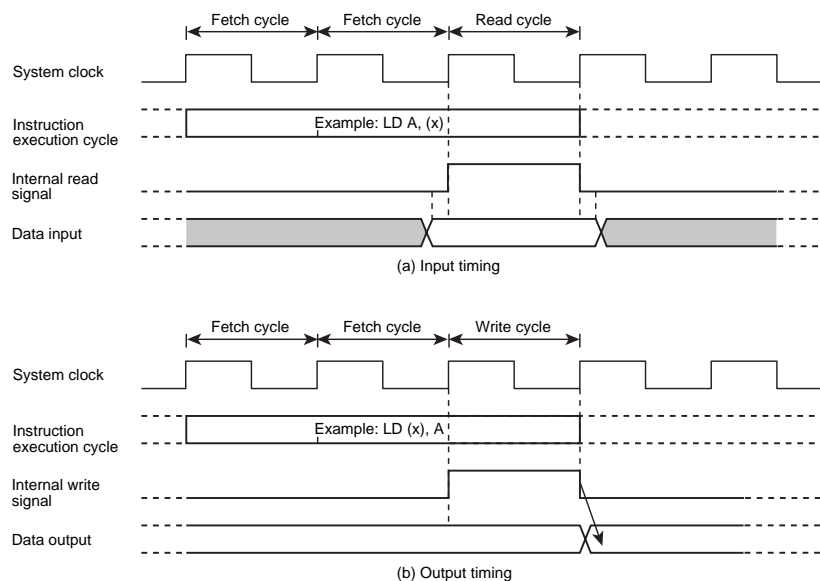 Fetch cycle Fetch cycle Read cycle
System clock
Instruction
execution cycle
Example: LD A, (x)
Internal read
signal
Data input
(a) Input timing
Fetch cycle Fetch cycle Write cycle
System clock
Instruction
execution cycle
Example: LD (x), A
Internal write
signal
Data output
(b) Output timing